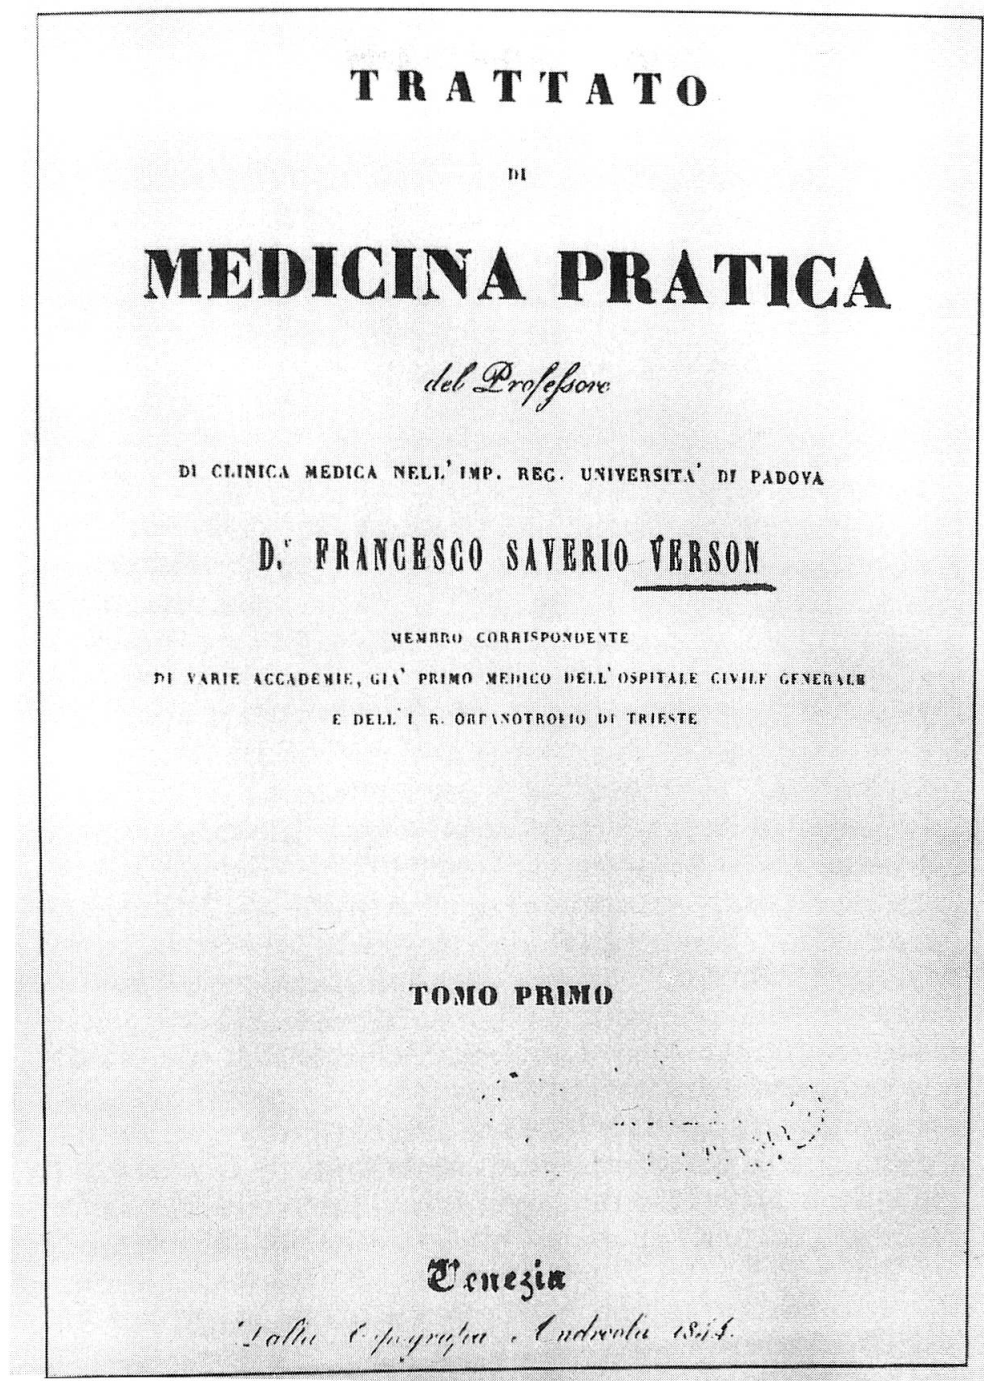 TRATTATO
DI
MEDICINA PRATICA
del Professore
DI CLINICA MEDICA NELL' IMP. REG. UNIVERSITA' DI PADOVA
D.r FRANCESCO SAVERIO VERSON
MEMBRO CORRISPONDENTE
DI VARIE ACCADEMIE, GIA' PRIMO MEDICO DELL' OSPITALE CIVILE GENERALE
E DELL' I R. ORFANOTROFIO DI TRIESTE
TOMO PRIMO
Venezia
Dalla Tipografia Andreola 1844.